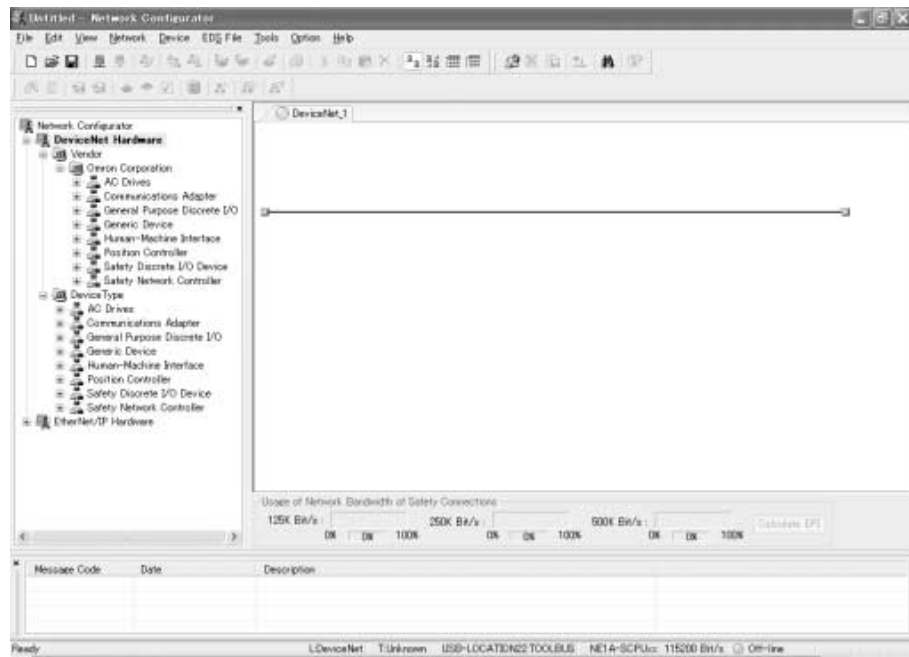 Untitled - Network Configurator
File Edit View Network Device EDS File Tools Option Help
DeviceNet_1
Network Configurator
DeviceNet Hardware
Vendor
Omron Corporation
AC Drives
Communications Adapter
General Purpose Discrete I/O
Generic Device
Human-Machine Interface
Position Controller
Safety Discrete I/O Device
Safety Network Controller
DeviceType
AC Drives
Communications Adapter
General Purpose Discrete I/O
Generic Device
Human-Machine Interface
Position Controller
Safety Discrete I/O Device
Safety Network Controller
EtherNet/IP Hardware
Usage of Network Bandwidth of Safety Connections
125K Bit/s : 250K Bit/s : 500K Bit/s : Calculate EPI
0% 0% 100% 0% 0% 100% 0% 0% 100%
Message Code Date Description
Ready L:DeviceNet T:Unknown USB-LOCATION22 TOOLBUS NE1A-SCPUxx 115200 Bit/s Off-line